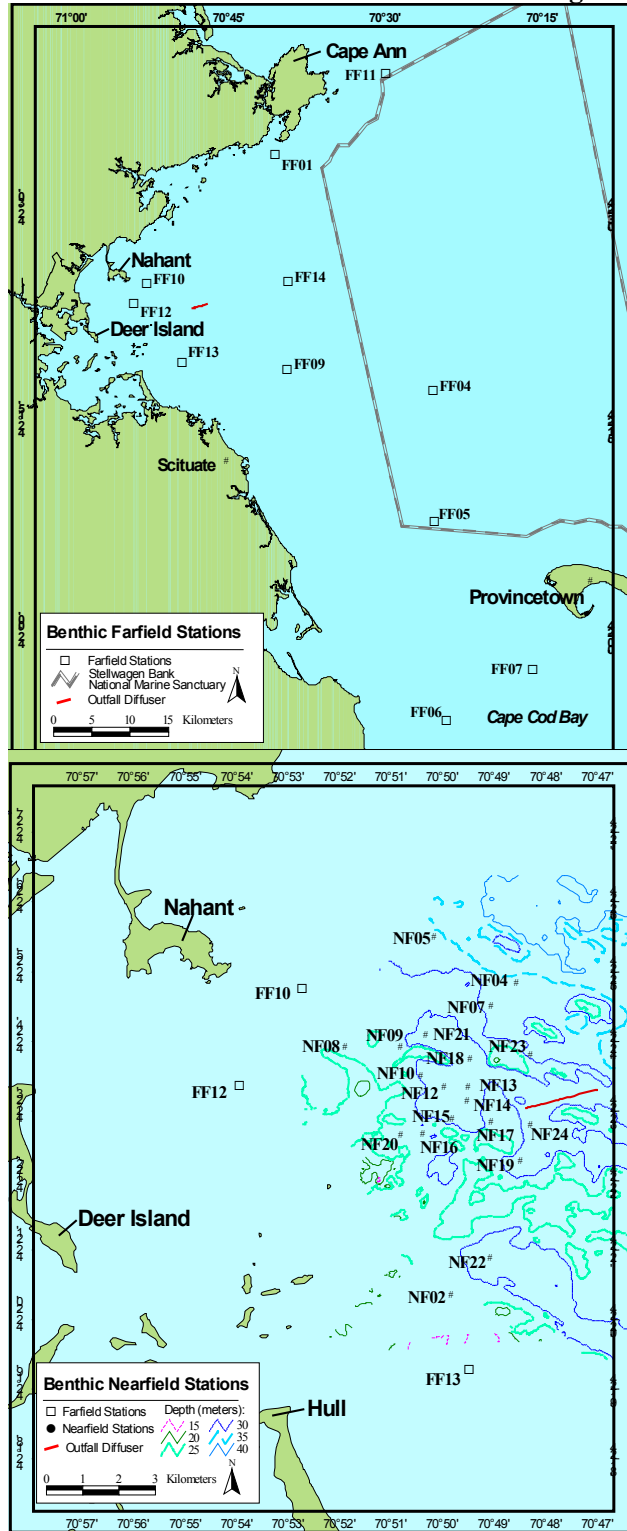 71°00' 70°45' 70°30' 70°15'
Cape Ann
FF11
FF01
Nahant
FF10
FF14
FF12
Deer Island
FF13
FF09
FF04
Scituate #
FF05
Provincetown
Benthic Farfield Stations
Farfield Stations
Stellwagen Bank
National Marine Sanctuary
Outfall Diffuser
N
0 5 10 15 Kilometers
FF07
FF06
Cape Cod Bay
70°57' 70°56' 70°55' 70°54' 70°53' 70°52' 70°51' 70°50' 70°49' 70°48' 70°47'
Nahant
NF05#
NF04
FF10
NF07
NF09
NF21
NF08
NF18
NF23
NF10
FF12
NF12
NF13
NF14
NF15
NF17
NF24
NF20
NF16
NF19
Deer Island
NF22
NF02
FF13
Benthic Nearfield Stations
Farfield Stations
Nearfield Stations
Outfall Diffuser
Depth (meters):
15 30
20 35
25 40
0 1 2 3 Kilometers
N
Hull
70°57' 70°56' 70°55' 70°54' 70°53' 70°52' 70°51' 70°50' 70°49' 70°48' 70°47'